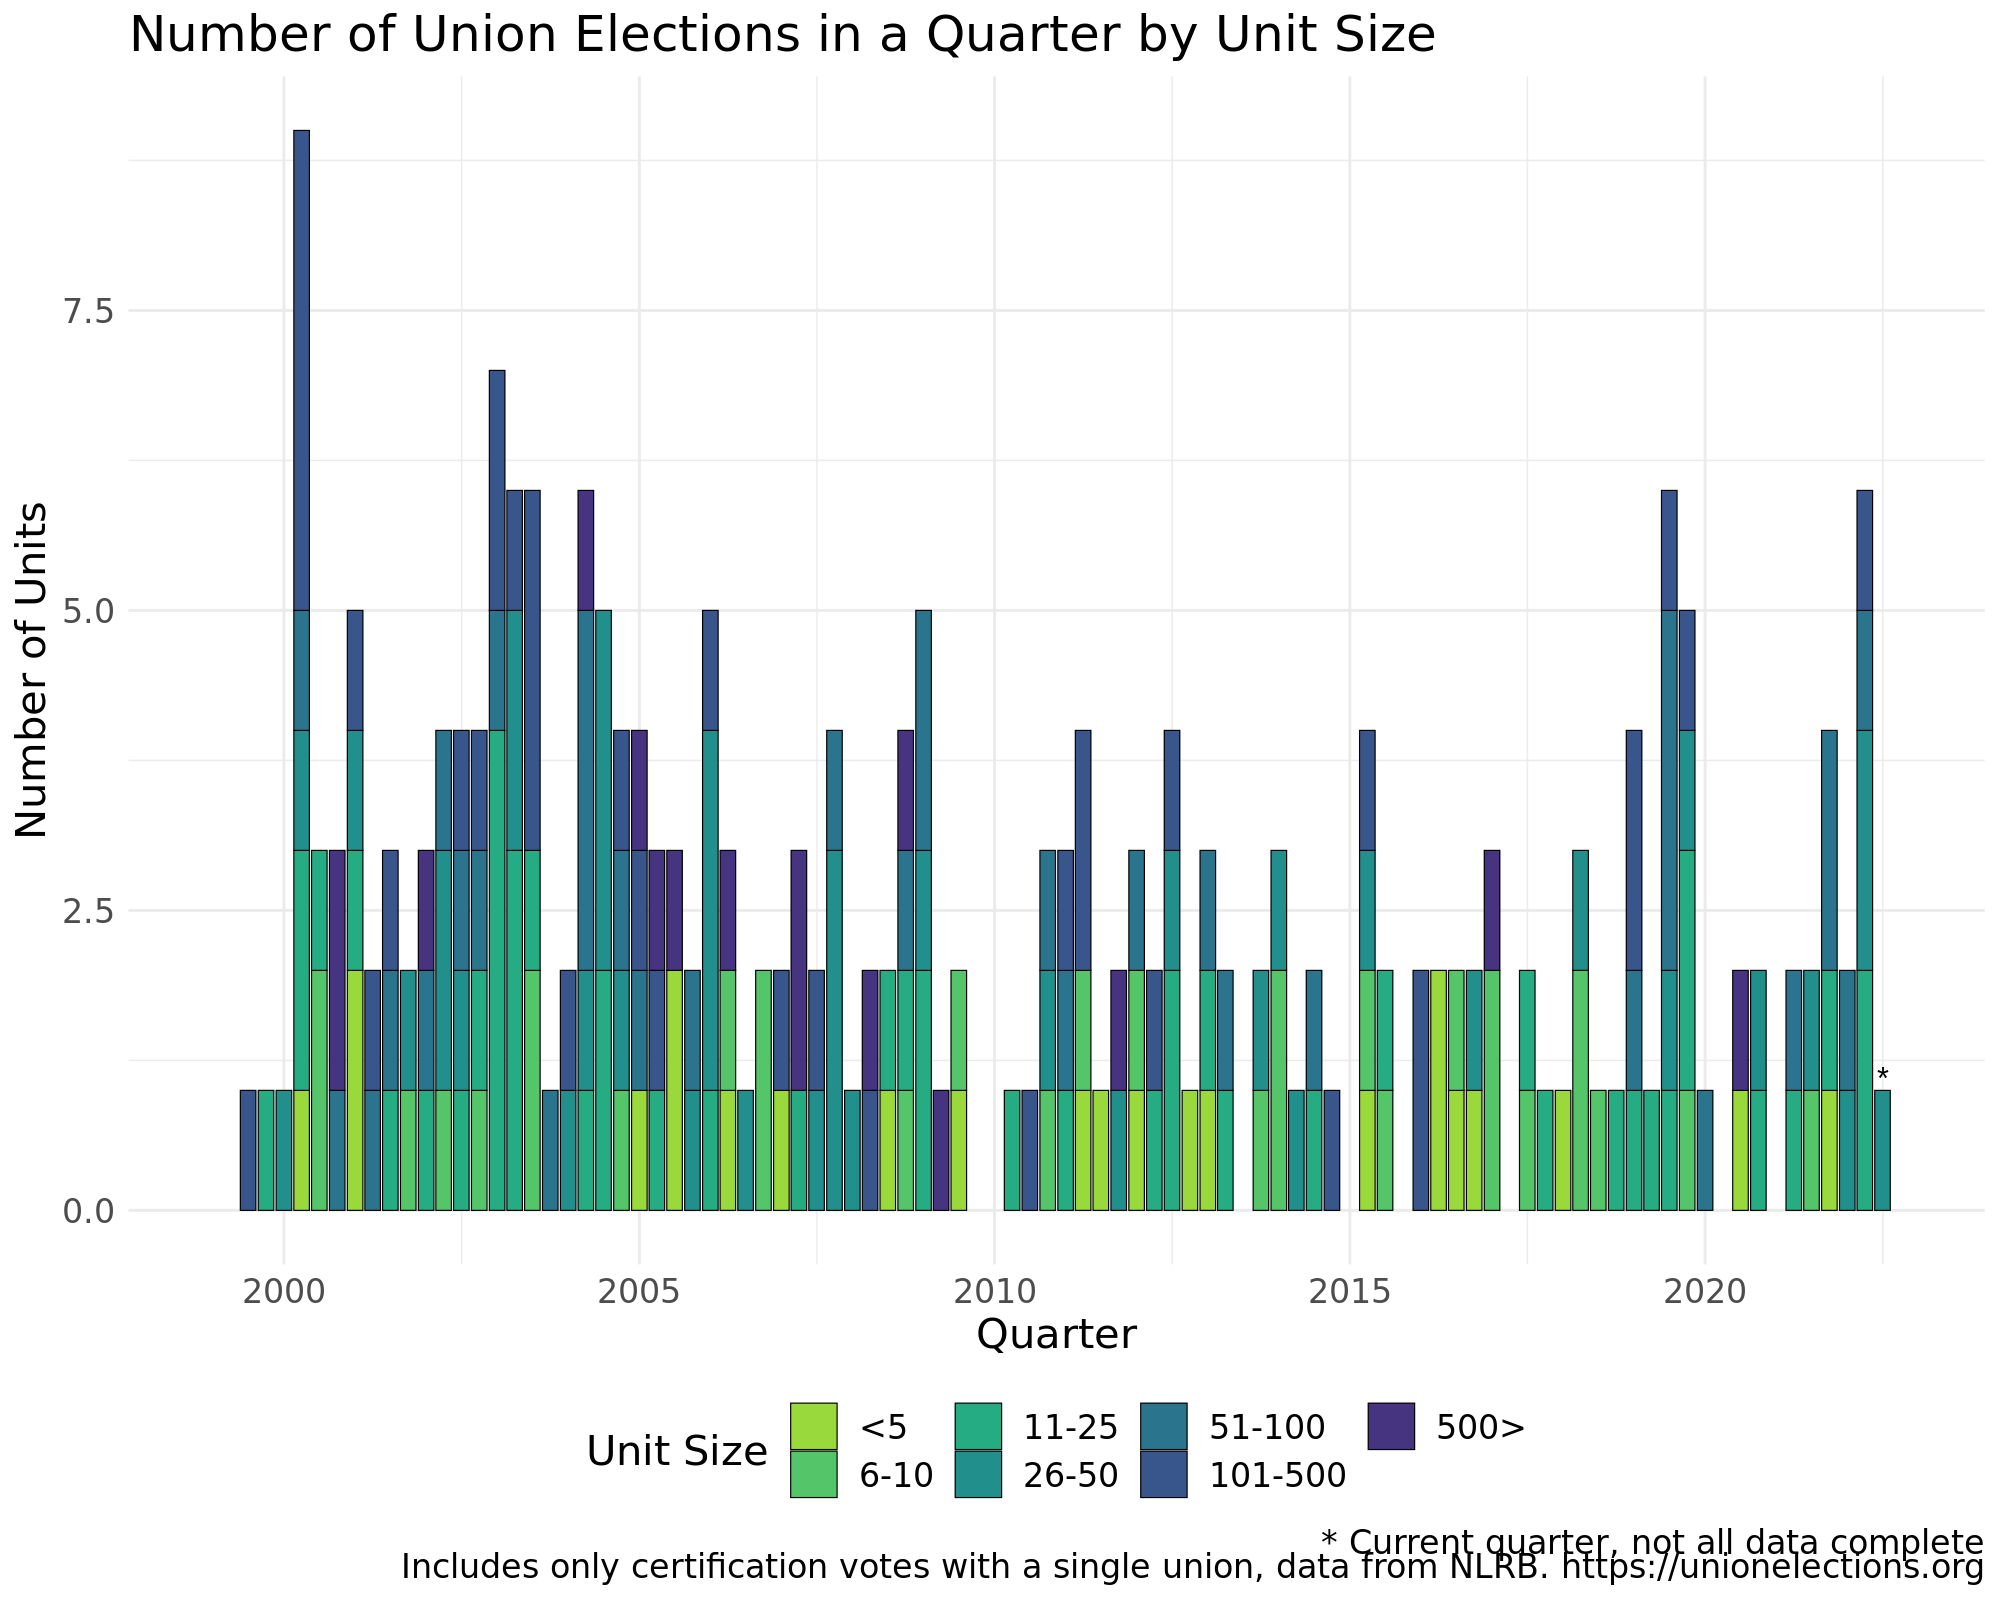 Number of Union Elections in a Quarter by Unit Size
Number of Units
7.5
5.0
2.5
0.0
*
2000 2005 2010 2015 2020
Quarter
Unit Size
<5 11-25 51-100 500>
6-10 26-50 101-500
* Current quarter, not all data complete
Includes only certification votes with a single union, data from NLRB. https://unionelections.org